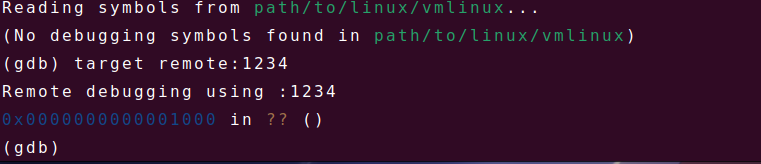 Reading symbols from path/to/linux/vmlinux...
(No debugging symbols found in path/to/linux/vmlinux)
(gdb) target remote:1234
Remote debugging using :1234
0x0000000000001000 in ?? ()
(gdb)